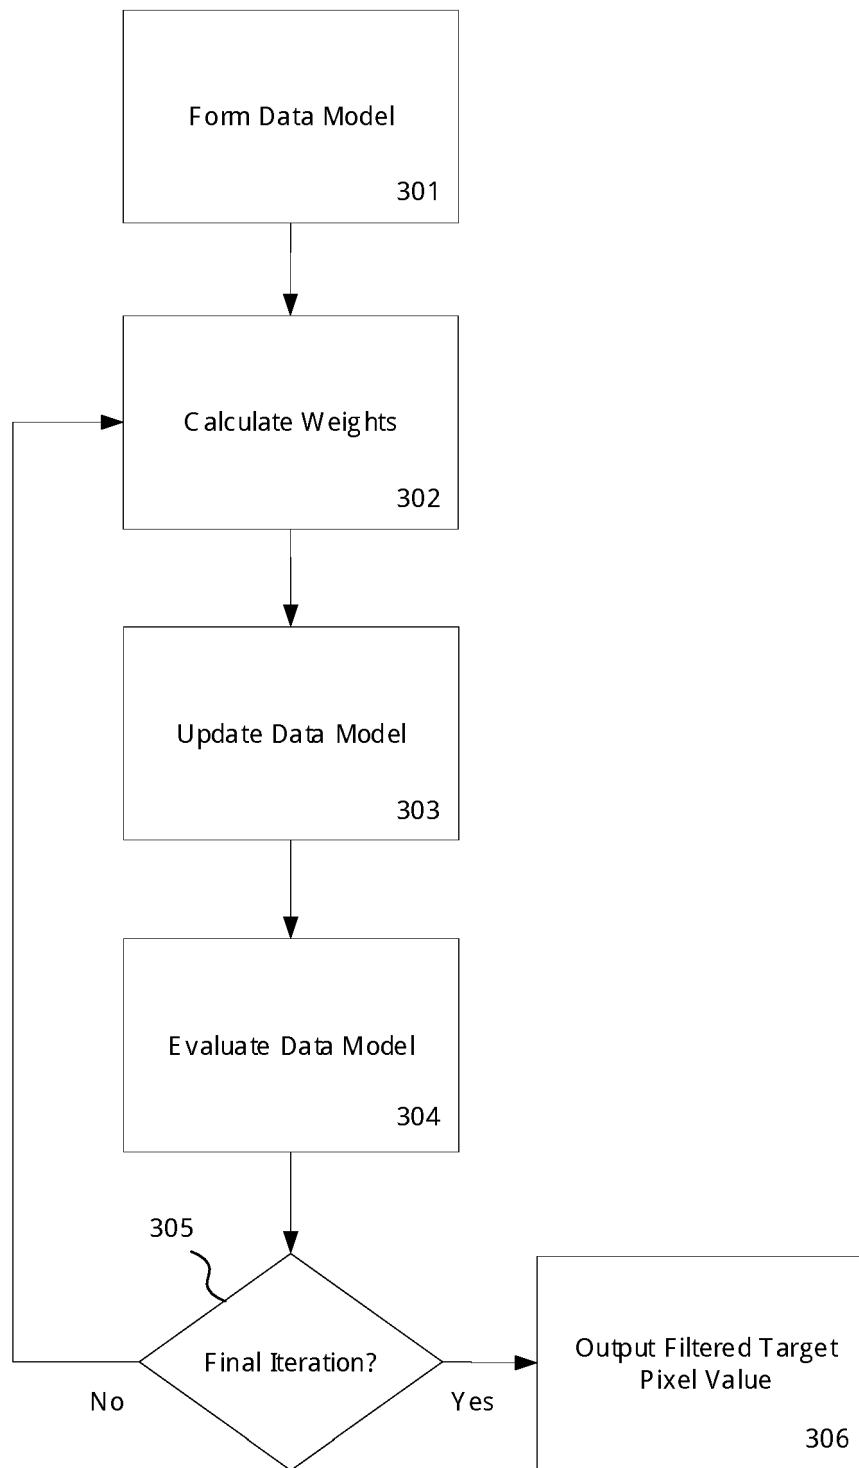 Form Data Model
301
Calculate Weights
302
Update Data Model
303
Evaluate Data Model
304
305
Final Iteration?
No
Yes
Output Filtered Target
Pixel Value
306